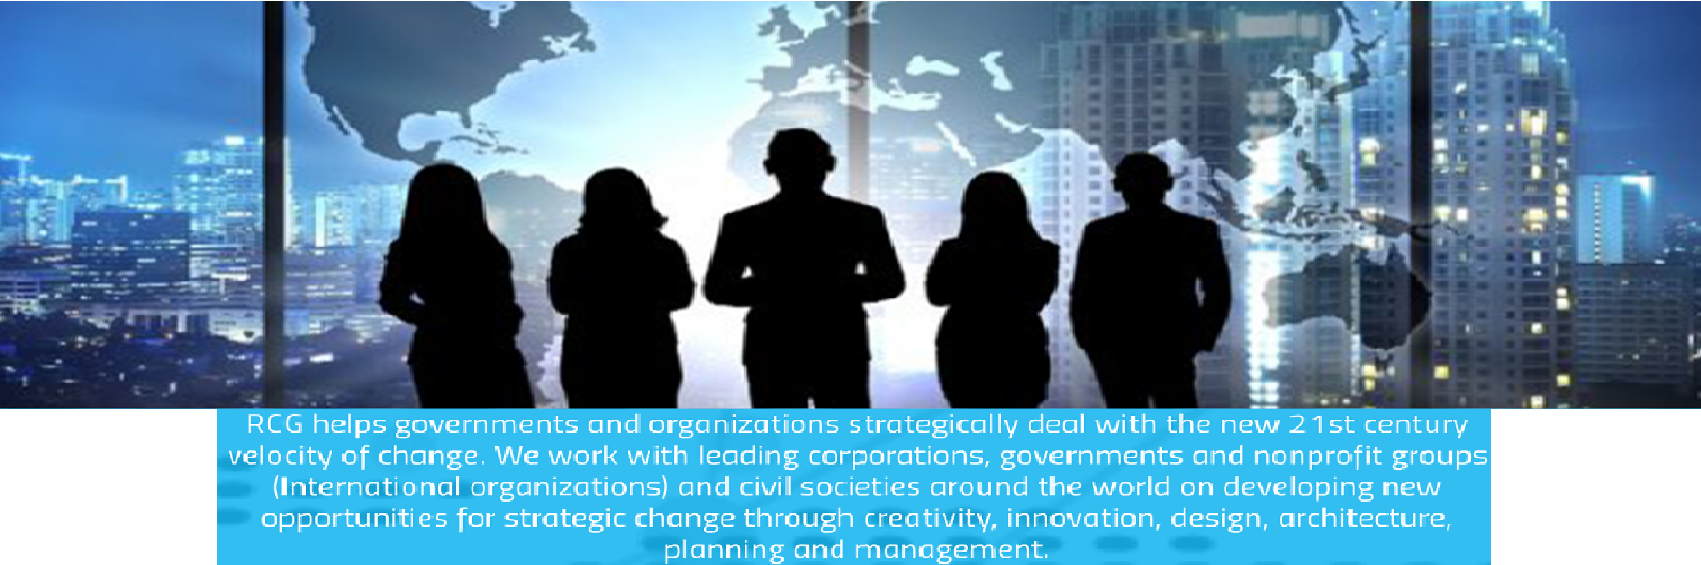 RCG helps governments and organizations strategically deal with the new 21st century
velocity of change. We work with leading corporations, governments and nonprofit groups
(International organizations) and civil societies around the world on developing new
opportunities for strategic change through creativity, innovation, design, architecture,
planning and management.